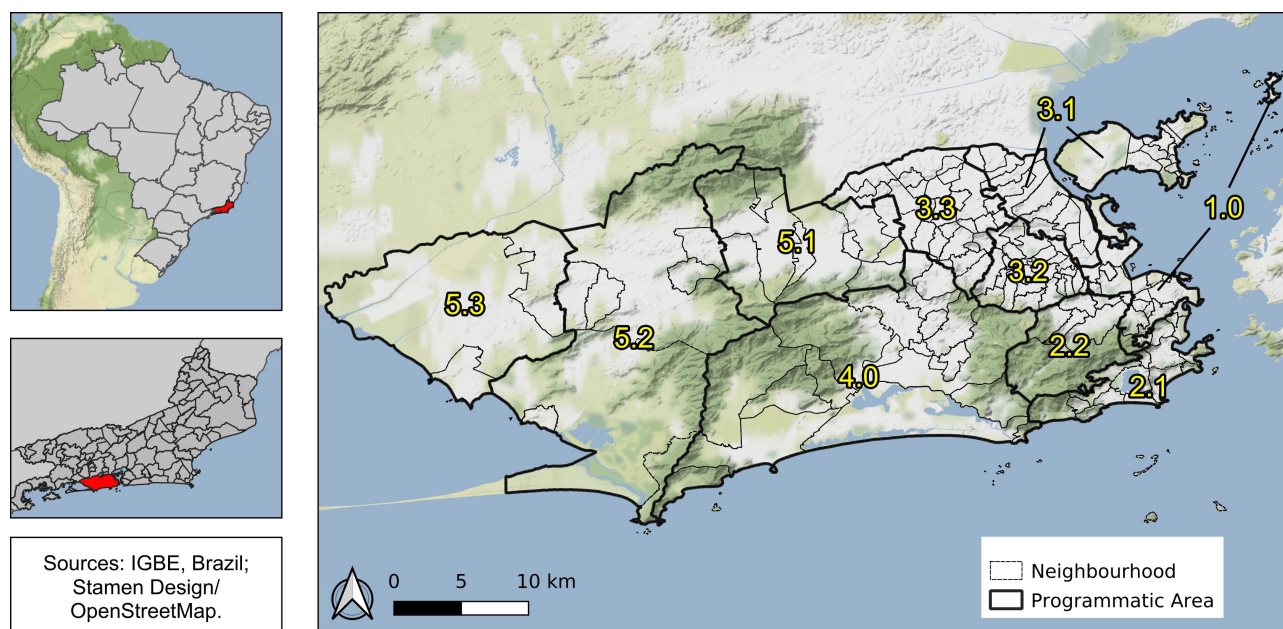 Sources: IGBE, Brazil;
Stamen Design/
OpenStreetMap.
3.1
1.0
3.3
5.1
3.2
5.3
5.2
2.2
4.0
2.1
0 5 10 km
Neighbourhood
Programmatic Area